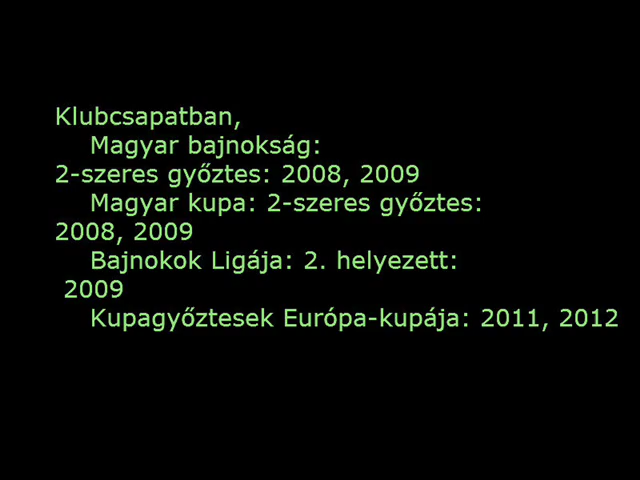 Klubcsapatban,
Magyar bajnokság:
2-szeres győztes: 2008, 2009
Magyar kupa: 2-szeres győztes:
2008, 2009
Bajnokok Ligája: 2. helyezett:
2009
Kupagyőztesek Európa-kupája: 2011, 2012